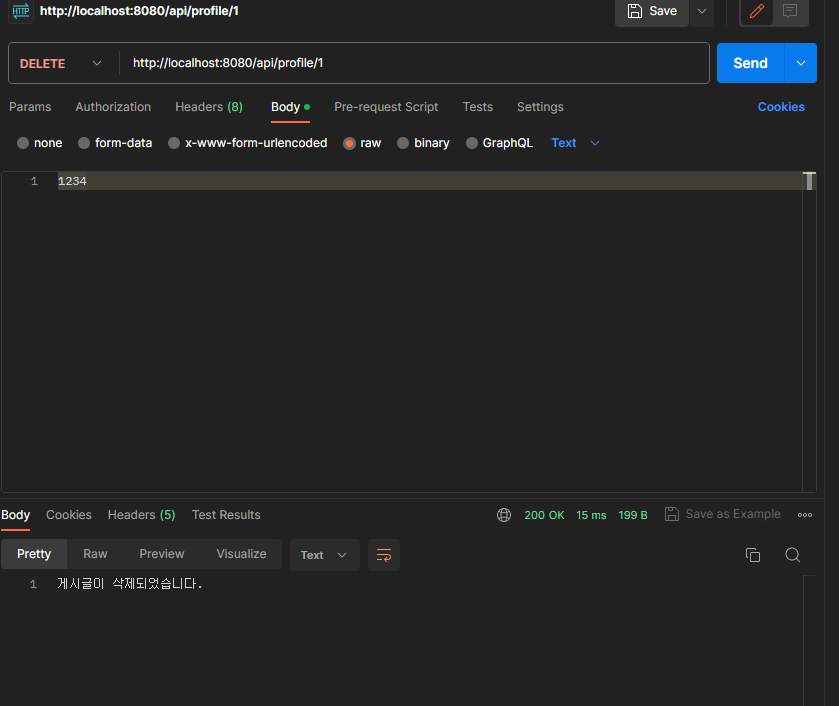 HTTP http://localhost:8080/api/profile/1 Save
DELETE http://localhost:8080/api/profile/1 Send
Params Authorization Headers (8) Body Pre-request Script Tests Settings Cookies
none form-data x-www-form-urlencoded raw binary GraphQL Text
1 1234
Body Cookies Headers (5) Test Results 200 OK 15 ms 199 B Save as Example
Pretty Raw Preview Visualize Text
1 게시글이 삭제되었습니다.